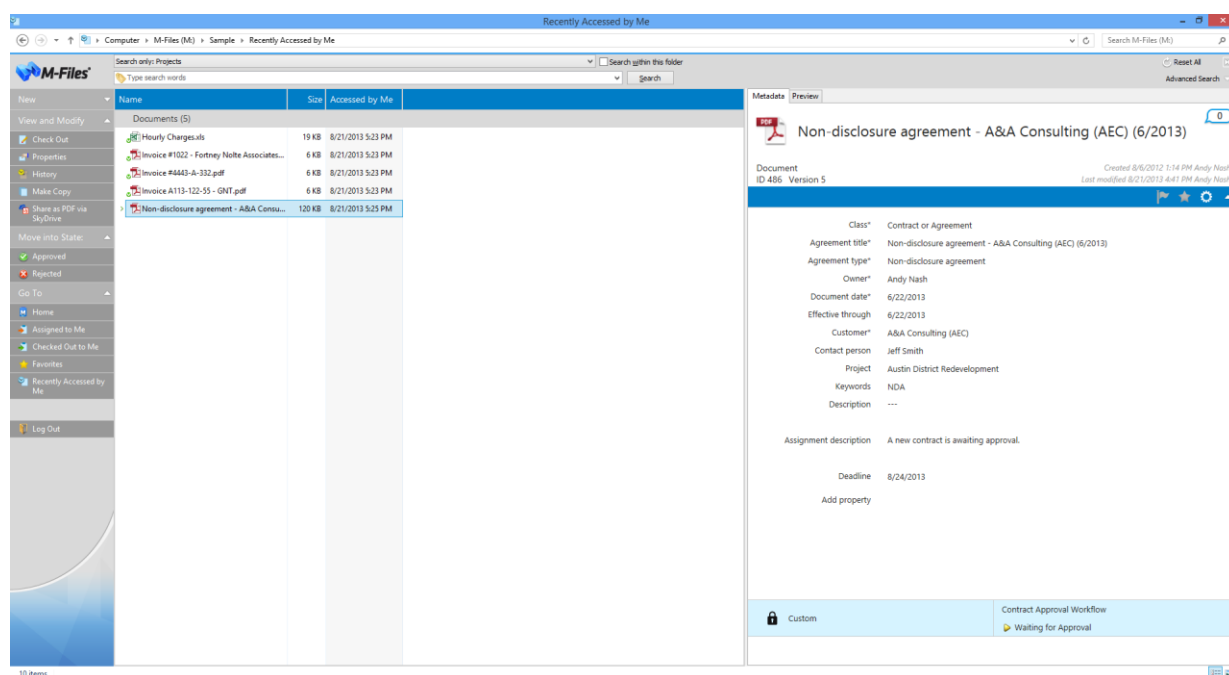 Recently Accessed by Me
Computer ▸ M-Files (M:) ▸ Sample ▸ Recently Accessed by Me
Search M-Files (M:)
M-Files®
Search only: Projects
Search within this folder
Reset All
Type search words
Search
Advanced Search
New
View and Modify
Check Out
Properties
History
Make Copy
Share as PDF via
SkyDrive
Move into State:
Approved
Rejected
Go To
Home
Assigned to Me
Checked Out to Me
Favorites
Recently Accessed by
Me
Log Out
Name Size Accessed by Me
Documents (5)
Hourly Charges.xls 19 KB 8/21/2013 5:23 PM
Invoice #1022 - Fortney Nolte Associates... 6 KB 8/21/2013 5:23 PM
Invoice #4443-A-332.pdf 6 KB 8/21/2013 5:23 PM
Invoice A113-122-55 - GNT.pdf 6 KB 8/21/2013 5:23 PM
Non-disclosure agreement - A&A Consu... 120 KB 8/21/2013 5:25 PM
Metadata Preview
PDF
Non-disclosure agreement - A&A Consulting (AEC) (6/2013)
0
Document
ID 486 Version 5
Created 8/6/2012 1:14 PM Andy Nash
Last modified 8/21/2013 4:41 PM Andy Nash
Class* Contract or Agreement
Agreement title* Non-disclosure agreement - A&A Consulting (AEC) (6/2013)
Agreement type* Non-disclosure agreement
Owner* Andy Nash
Document date* 6/22/2013
Effective through 6/22/2013
Customer* A&A Consulting (AEC)
Contact person Jeff Smith
Project Austin District Redevelopment
Keywords NDA
Description ---
Assignment description A new contract is awaiting approval.
Deadline 8/24/2013
Add property
Custom
Contract Approval Workflow
Waiting for Approval
10 items